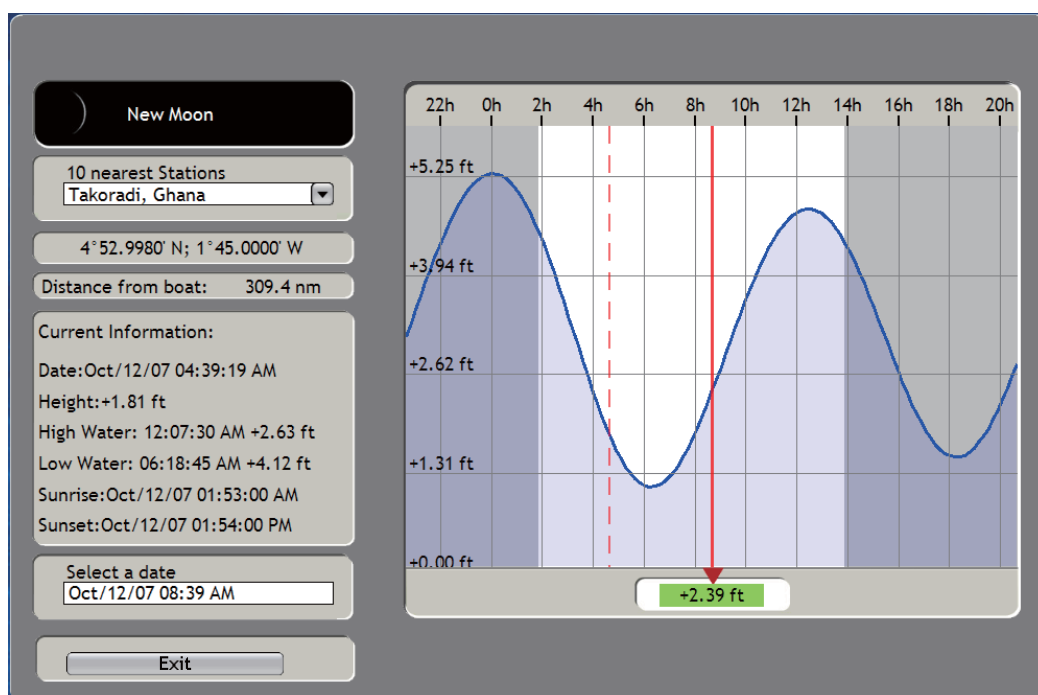 New Moon
10 nearest Stations
Takoradi, Ghana
4°52.9980' N; 1°45.0000' W
Distance from boat: 309.4 nm
Current Information:
Date:Oct/12/07 04:39:19 AM
Height:+1.81 ft
High Water: 12:07:30 AM +2.63 ft
Low Water: 06:18:45 AM +4.12 ft
Sunrise:Oct/12/07 01:53:00 AM
Sunset:Oct/12/07 01:54:00 PM
Select a date
Oct/12/07 08:39 AM
Exit
22h 0h 2h 4h 6h 8h 10h 12h 14h 16h 18h 20h
+5.25 ft
+3.94 ft
+2.62 ft
+1.31 ft
+0.00 ft
+2.39 ft